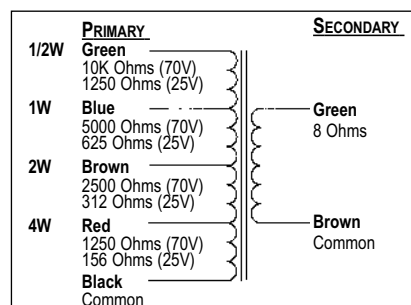 PRIMARY
SECONDARY
1/2W Green
10K Ohms (70V)
1250 Ohms (25V)
1W Blue
5000 Ohms (70V)
625 Ohms (25V)
Green
8 Ohms
2W Brown
2500 Ohms (70V)
312 Ohms (25V)
4W Red
1250 Ohms (70V)
156 Ohms (25V)
Brown
Common
Black
Common